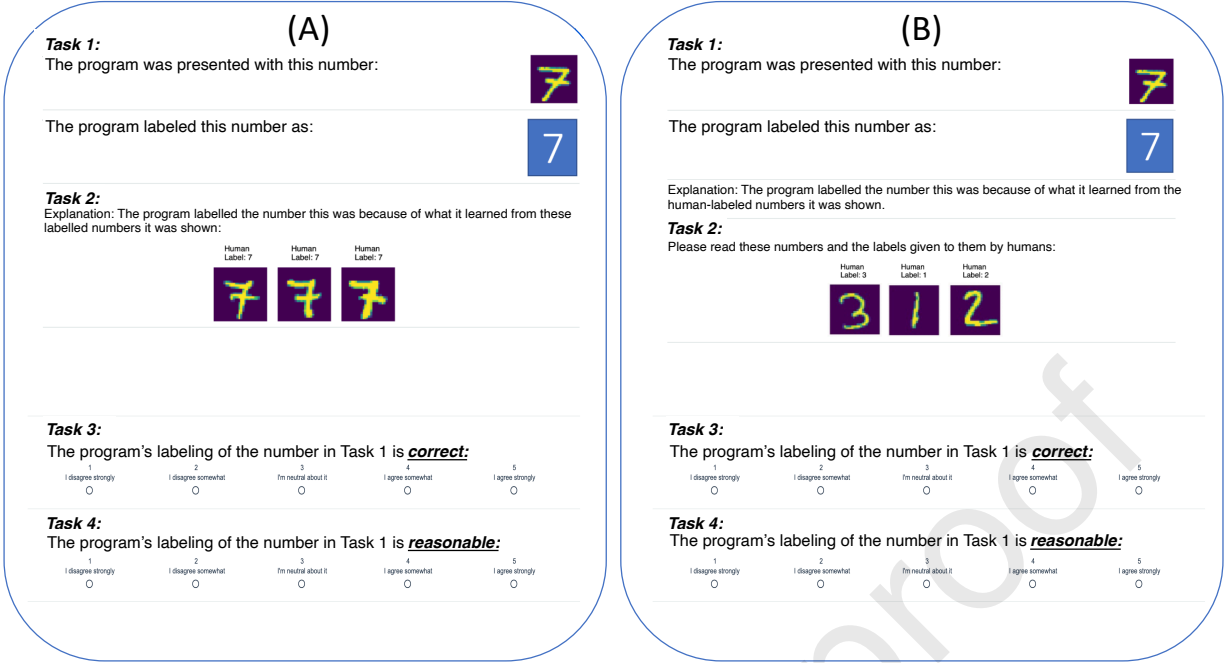 (A)
Task 1:
The program was presented with this number:
7
The program labeled this number as:
7
Task 2:
Explanation: The program labelled the number this was because of what it learned from these
labelled numbers it was shown:
Human Human Human
Label: 7 Label: 7 Label: 7
7 7 7
Task 3:
The program's labeling of the number in Task 1 is correct:
1 2 3 4 5
I disagree strongly I disagree somewhat I'm neutral about it I agree somewhat I agree strongly
Task 4:
The program's labeling of the number in Task 1 is reasonable:
1 2 3 4 5
I disagree strongly I disagree somewhat I'm neutral about it I agree somewhat I agree strongly
(B)
Task 1:
The program was presented with this number:
7
The program labeled this number as:
7
Explanation: The program labelled the number this was because of what it learned from the
human-labeled numbers it was shown.
Task 2:
Please read these numbers and the labels given to them by humans:
Human Human Human
Label: 3 Label: 1 Label: 2
3 1 2
Task 3:
The program's labeling of the number in Task 1 is correct:
1 2 3 4 5
I disagree strongly I disagree somewhat I'm neutral about it I agree somewhat I agree strongly
Task 4:
The program's labeling of the number in Task 1 is reasonable:
1 2 3 4 5
I disagree strongly I disagree somewhat I'm neutral about it I agree somewhat I agree strongly
proof